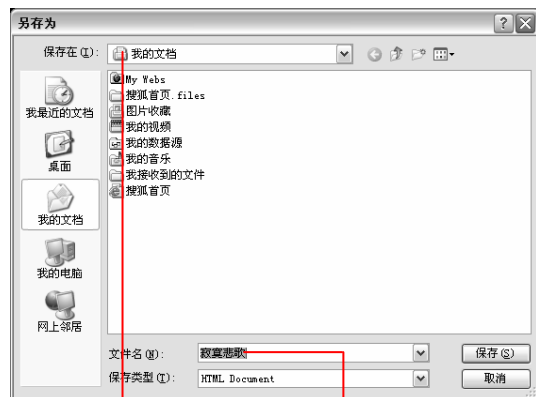 另存为
保存在(I):
我的文档
My Webs
搜狐首页.files
图片收藏
我的视频
我的数据源
我的音乐
我接收到的文件
搜狐首页
我最近的文档
桌面
我的文档
我的电脑
网上邻居
文件名(N):
寂寞悲歌
保存(S)
保存类型(T):
HTML Document
取消